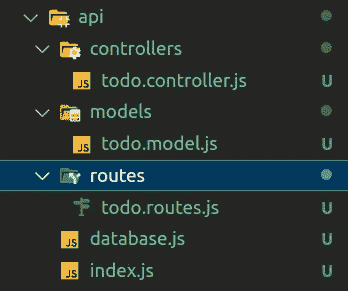 api
controllers
JS todo.controller.js U
models
JS todo.model.js U
routes
todo.routes.js U
JS database.js U
JS index.js U